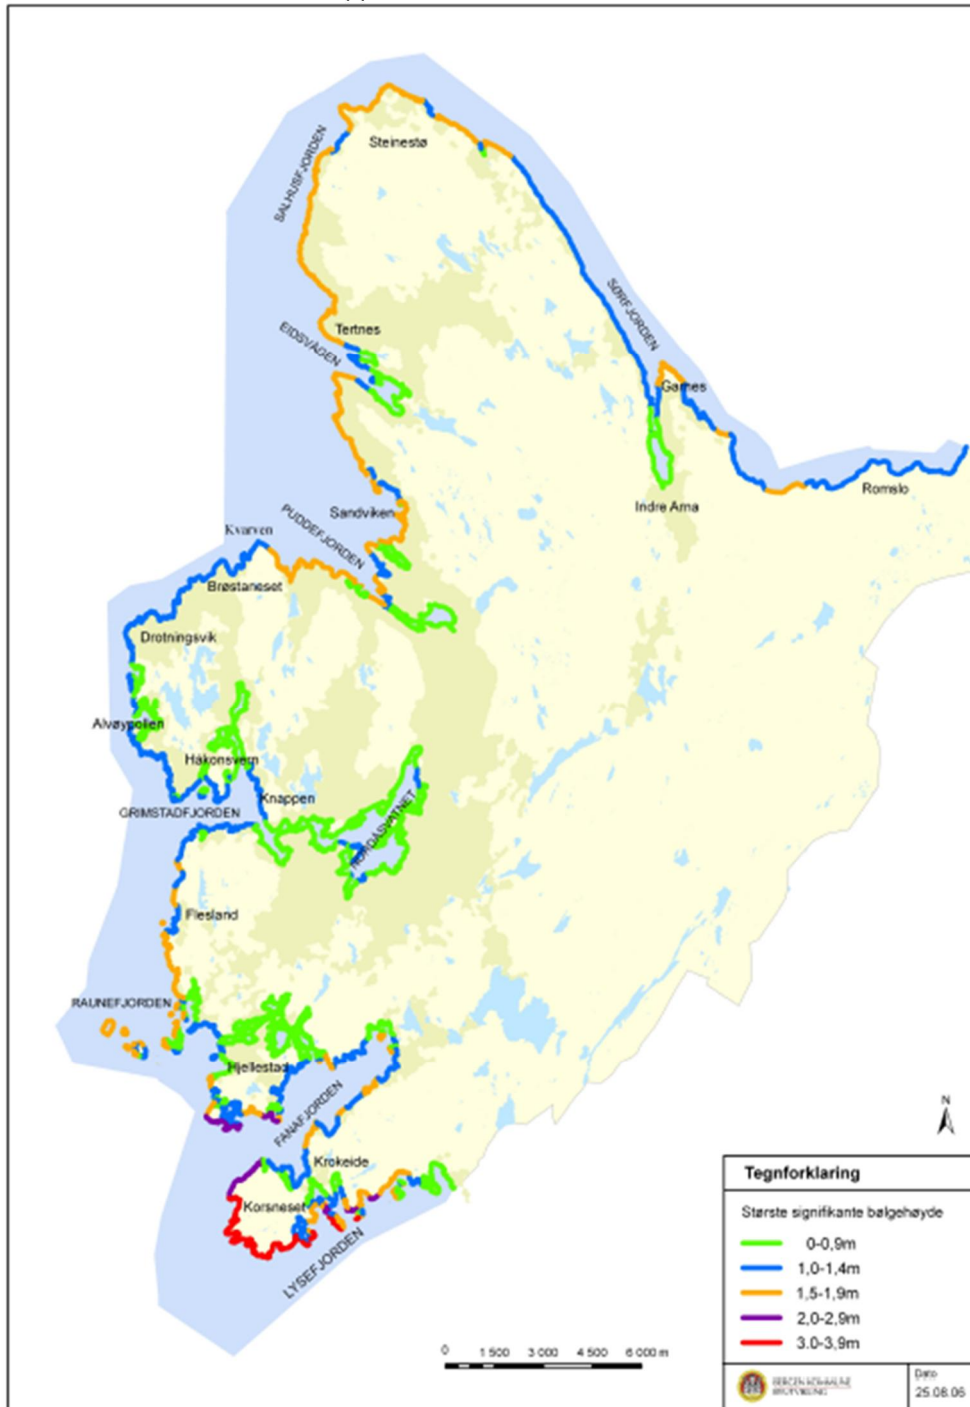 Steinestø
SALHUSFJORDEN
SØRFJORDEN
Tertnes
EIDSVÅGEN
Garnes
Romslo
Indre Arna
Sandviken
PUDDEFJORDEN
Kvarven
Brøstaneset
Drotningsvik
Alvøypollen
Håkonsvern
Knappen
GRIMSTADFJORDEN
NORDÅSVATNET
Flesland
RAUNEFJORDEN
Hjellestad
FANAFJORDEN
Krokeide
Korsneset
LYSEFJORDEN
N
0 1 500 3 000 4 500 6 000 m
Tegnforklaring
Største signifikante bølgehøyde
0-0,9m
1,0-1,4m
1,5-1,9m
2,0-2,9m
3.0-3,9m
BERGEN KOMMUNE
Dato
25.08.06